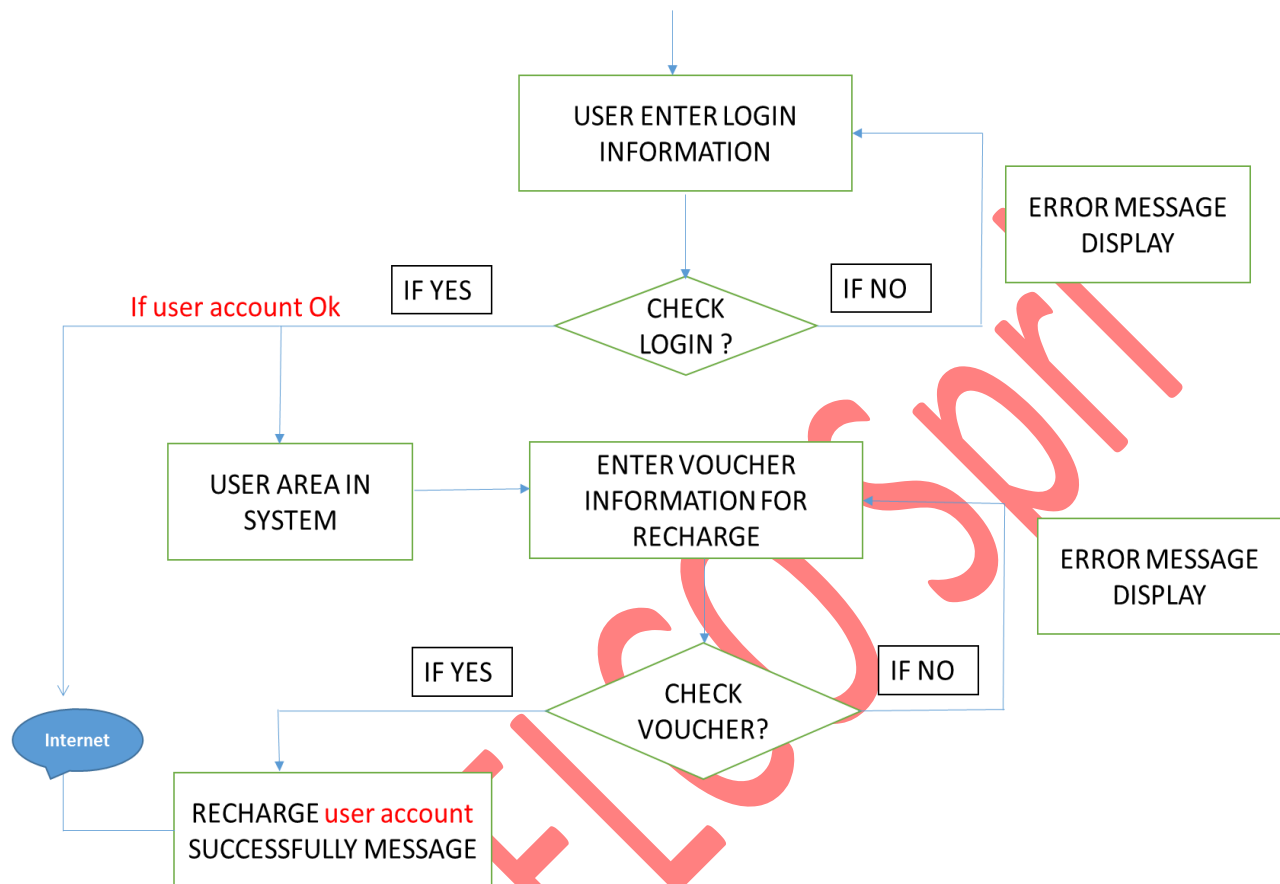 USER ENTER LOGIN
INFORMATION
ERROR MESSAGE
DISPLAY
IF YES
IF NO
If user account Ok
CHECK
LOGIN ?
USER AREA IN
SYSTEM
ENTER VOUCHER
INFORMATION FOR
RECHARGE
ERROR MESSAGE
DISPLAY
IF YES
IF NO
CHECK
VOUCHER?
Internet
RECHARGE user account
SUCCESSFULLY MESSAGE
Sprl